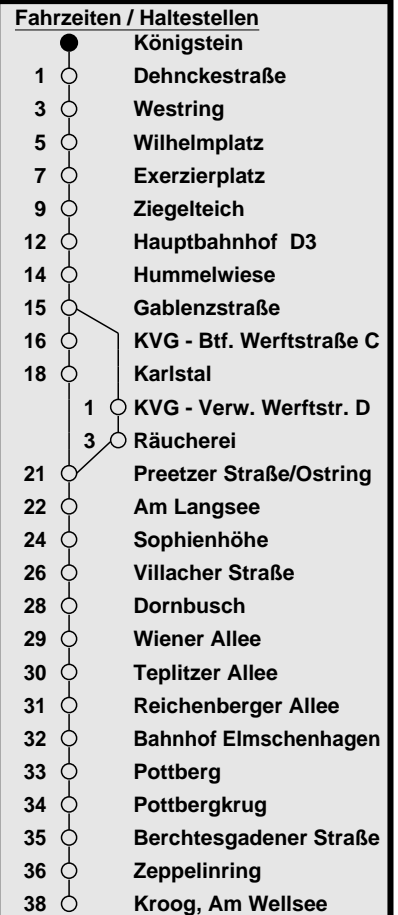 Fahrzeiten / Haltestellen
Königstein
1 Dehnckestraße
3 Westring
5 Wilhelmplatz
7 Exerzierplatz
9 Ziegelteich
12 Hauptbahnhof D3
14 Hummelwiese
15 Gablenzstraße
16 KVG - Btf. Werftstraße C
18 Karlstal
1 KVG - Verw. Werftstr. D
3 Räucherei
21 Preetzer Straße/Ostring
22 Am Langsee
24 Sophienhöhe
26 Villacher Straße
28 Dornbusch
29 Wiener Allee
30 Teplitzer Allee
31 Reichenberger Allee
32 Bahnhof Elmschenhagen
33 Pottberg
34 Pottbergkrug
35 Berchtesgadener Straße
36 Zeppelinring
38 Kroog, Am Wellsee